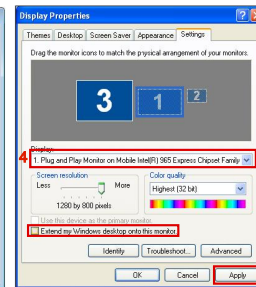 Display Properties
Themes Desktop Screen Saver Appearance Settings
Drag the monitor icons to match the physical arrangement of your monitors.
3 1 2
Display:
4
1. Plug and Play Monitor on Mobile Intel(R) 965 Express Chipset Family
Screen resolution Color quality
Less More Highest (32 bit)
1280 by 800 pixels
Use this device as the primary monitor.
Extend my Windows desktop onto this monitor.
Identify Troubleshoot... Advanced
OK Cancel Apply